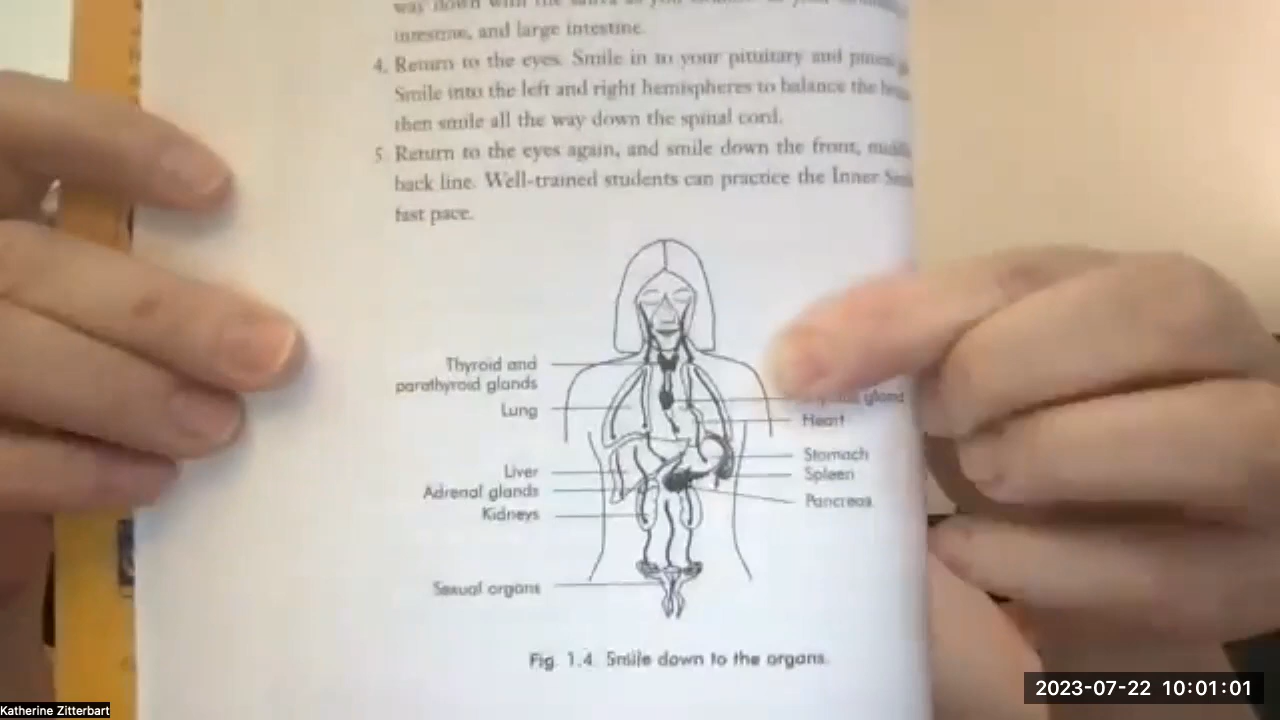 intestine, and large intestine.
4. Return to the eyes. Smile in to your pituitary and
Smile into the left and right hemispheres to balance the
then smile all the way down the spinal cord.
5. Return to the eyes again, and smile down the front,
back line. Well-trained students can practice the Inner
fast pace.
Thyroid and
parathyroid glands
Lung
gland
Heart
Stomach
Spleen
Liver
Adrenal glands
Pancreas
Kidneys
Sexual organs
Fig. 1.4. Smile down to the organs.
2023-07-22 10:01:01
Katherine Zitterbart